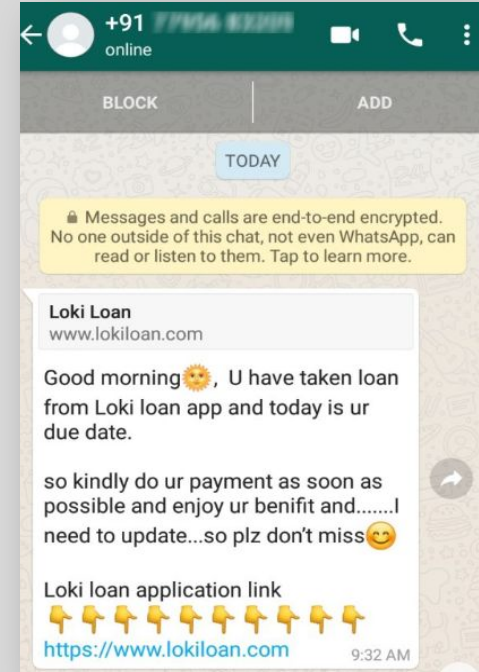 +91
online
BLOCK
ADD
TODAY
Messages and calls are end-to-end encrypted.
No one outside of this chat, not even WhatsApp, can
read or listen to them. Tap to learn more.
Loki Loan
www.lokiloan.com
Good morning🌞, U have taken loan
from Loki loan app and today is ur
due date.
so kindly do ur payment as soon as
possible and enjoy ur benifit and.......I
need to update...so plz don't miss😊
Loki loan application link
👇👇👇👇👇👇👇👇👇👇
https://www.lokiloan.com
9:32 AM